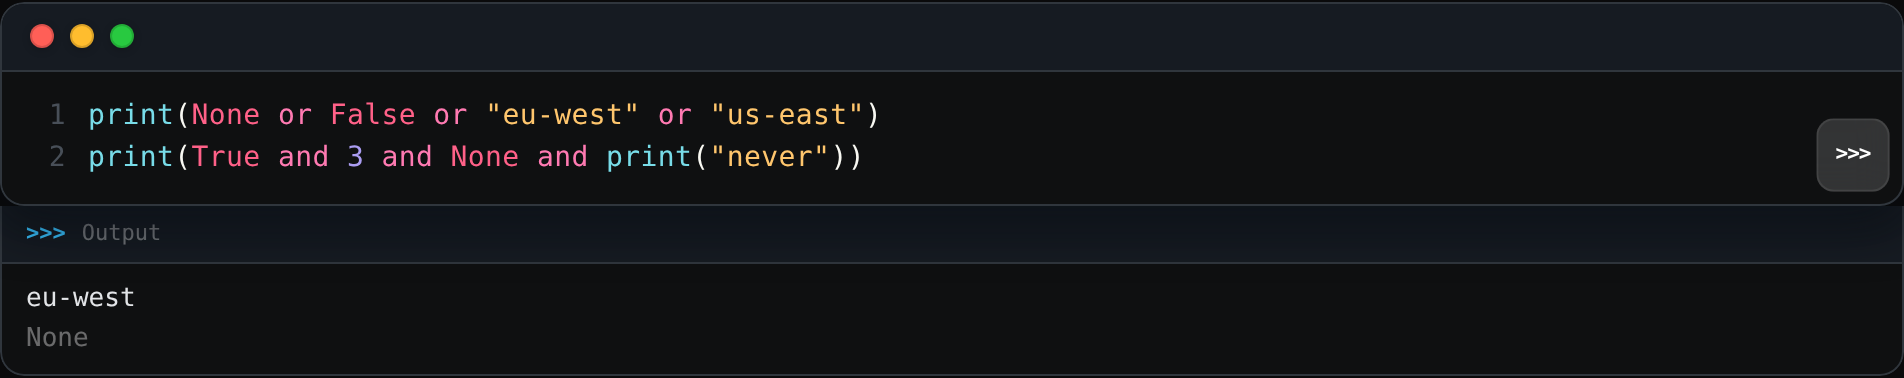 1 print(None or False or "eu-west" or "us-east")
2 print(True and 3 and None and print("never"))
>>>
>>> Output
eu-west
None